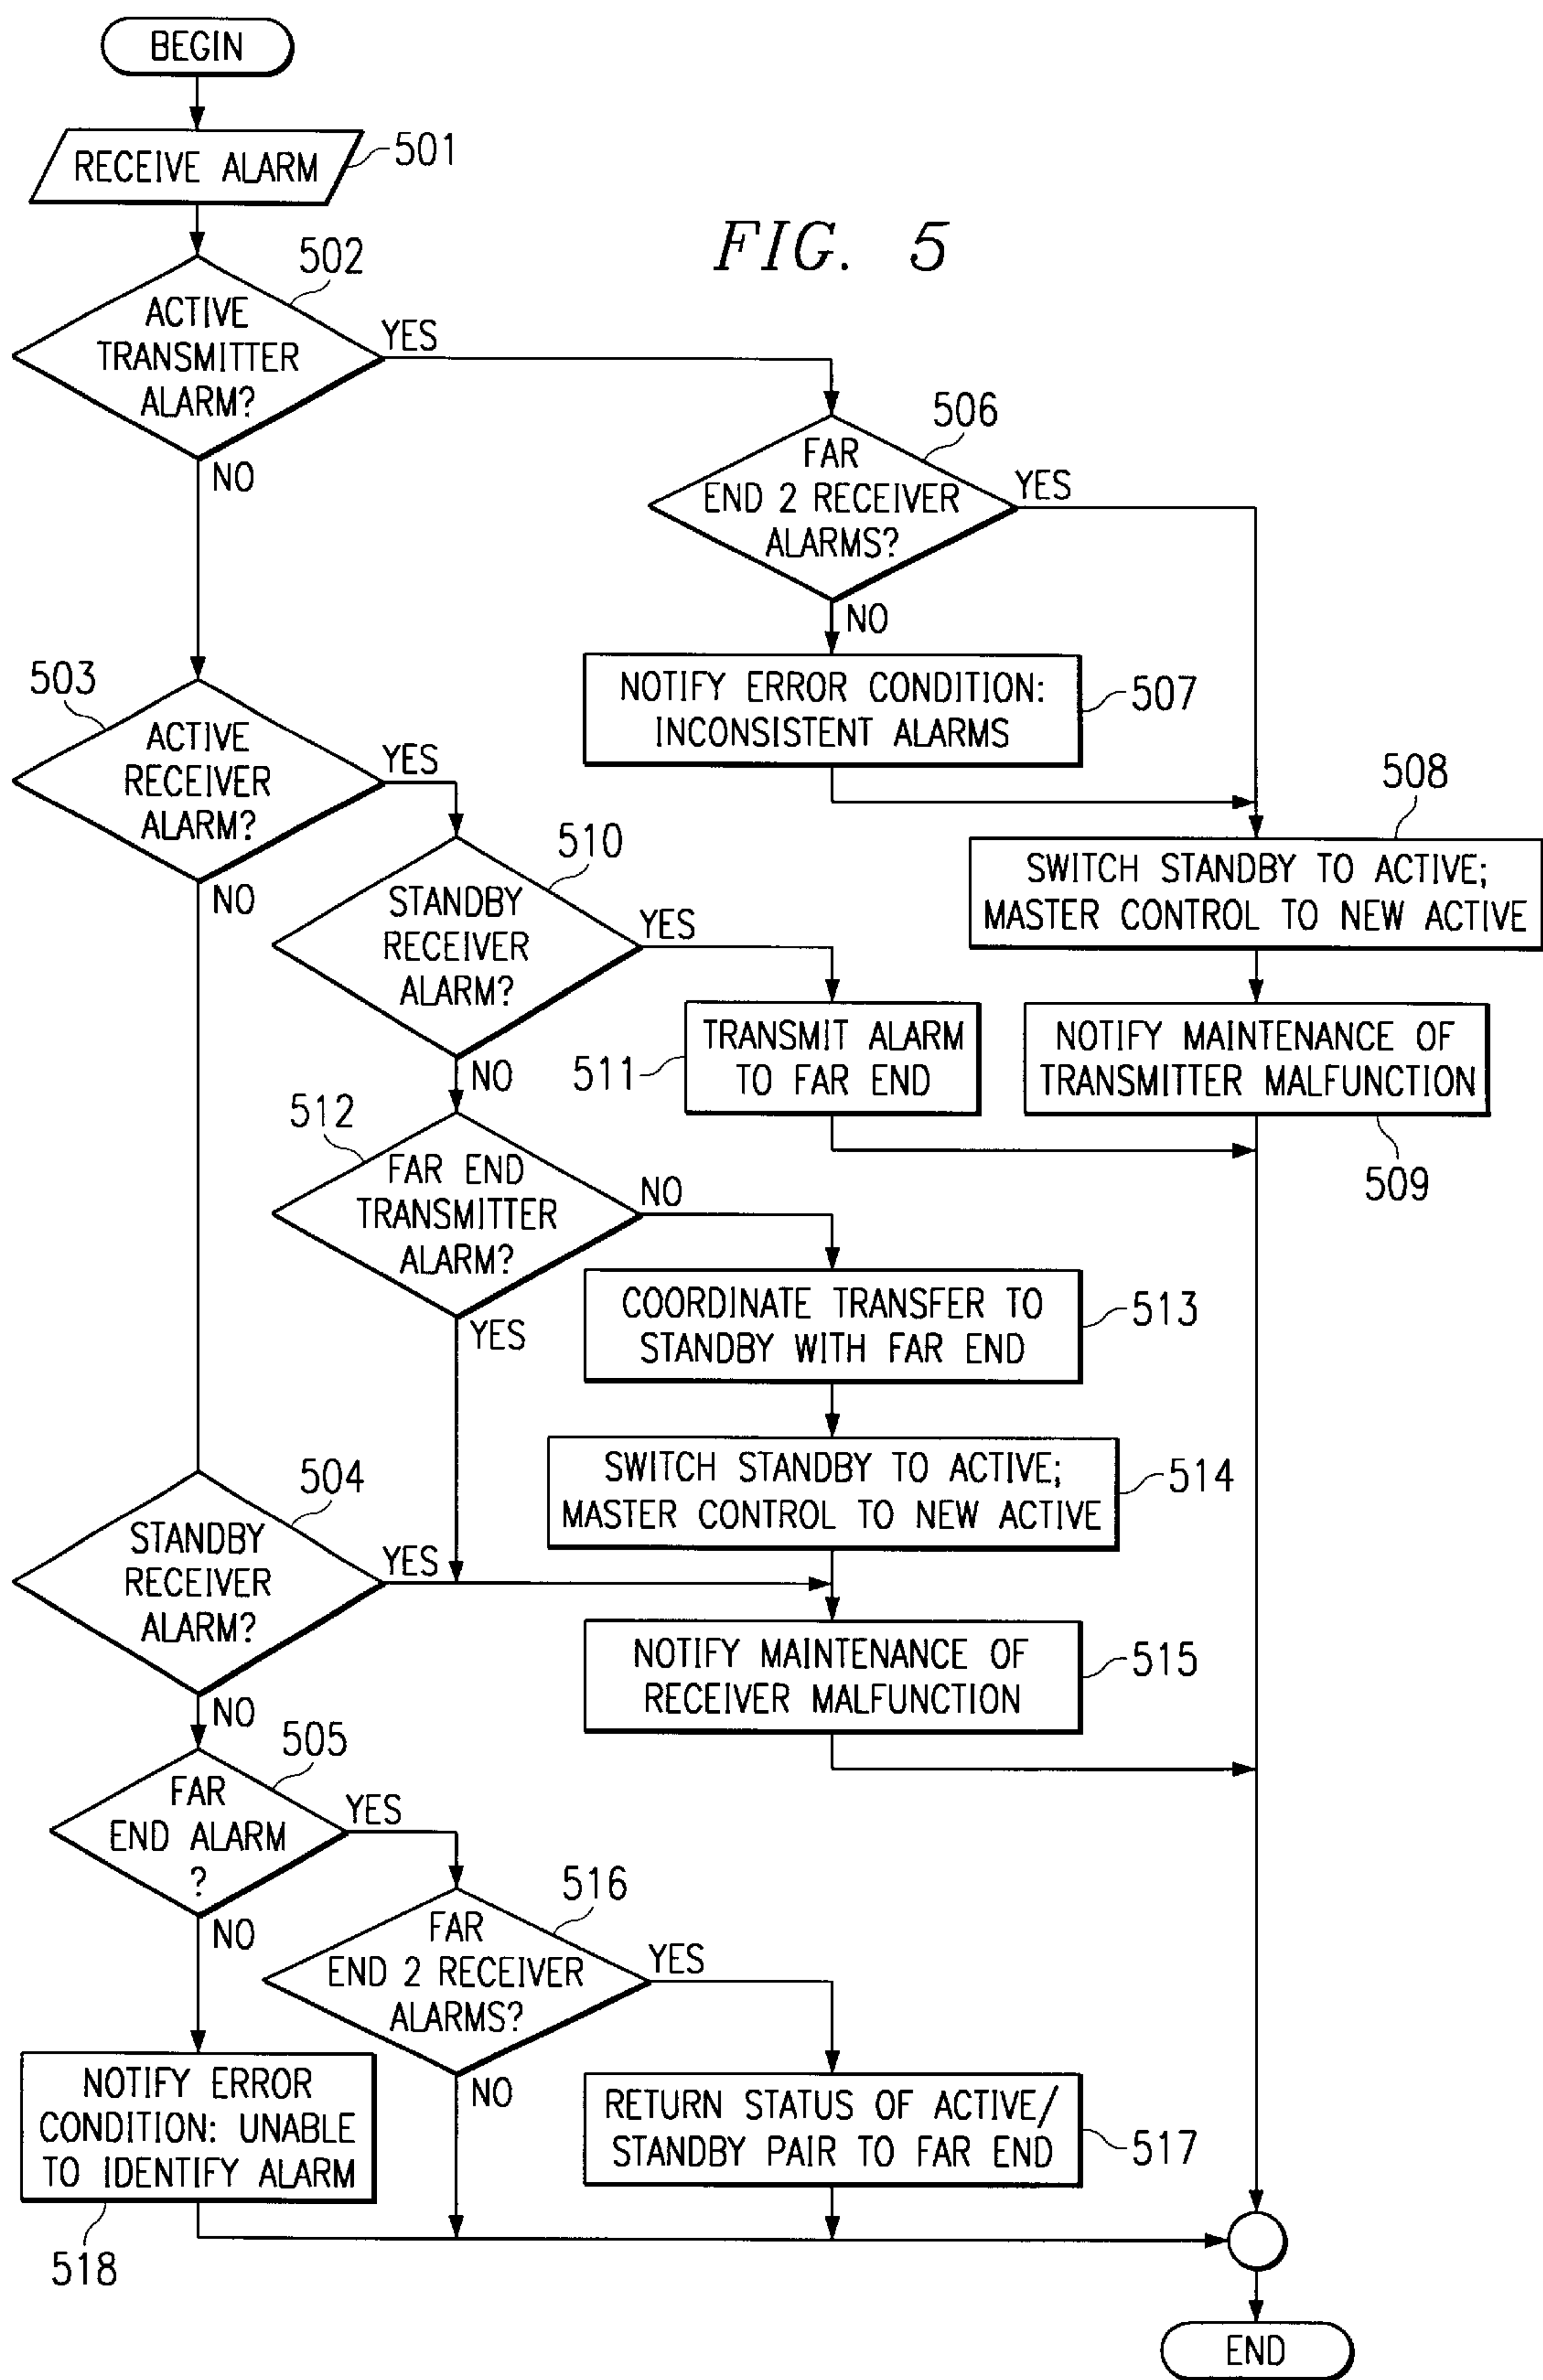 BEGIN
RECEIVE ALARM
501
FIG. 5
502
ACTIVE
TRANSMITTER
ALARM?
YES
NO
506
FAR
END 2 RECEIVER
ALARMS?
YES
NO
503
ACTIVE
RECEIVER
ALARM?
YES
NO
NOTIFY ERROR CONDITION:
INCONSISTENT ALARMS
507
508
SWITCH STANDBY TO ACTIVE;
MASTER CONTROL TO NEW ACTIVE
510
STANDBY
RECEIVER
ALARM?
YES
NO
511
TRANSMIT ALARM
TO FAR END
NOTIFY MAINTENANCE OF
TRANSMITTER MALFUNCTION
509
512
FAR END
TRANSMITTER
ALARM?
NO
YES
COORDINATE TRANSFER TO
STANDBY WITH FAR END
513
SWITCH STANDBY TO ACTIVE;
MASTER CONTROL TO NEW ACTIVE
514
504
STANDBY
RECEIVER
ALARM?
YES
NO
NOTIFY MAINTENANCE OF
RECEIVER MALFUNCTION
515
505
FAR
END ALARM
?
YES
NO
516
FAR
END 2 RECEIVER
ALARMS?
YES
NO
NOTIFY ERROR
CONDITION: UNABLE
TO IDENTIFY ALARM
518
RETURN STATUS OF ACTIVE/
STANDBY PAIR TO FAR END
517
END